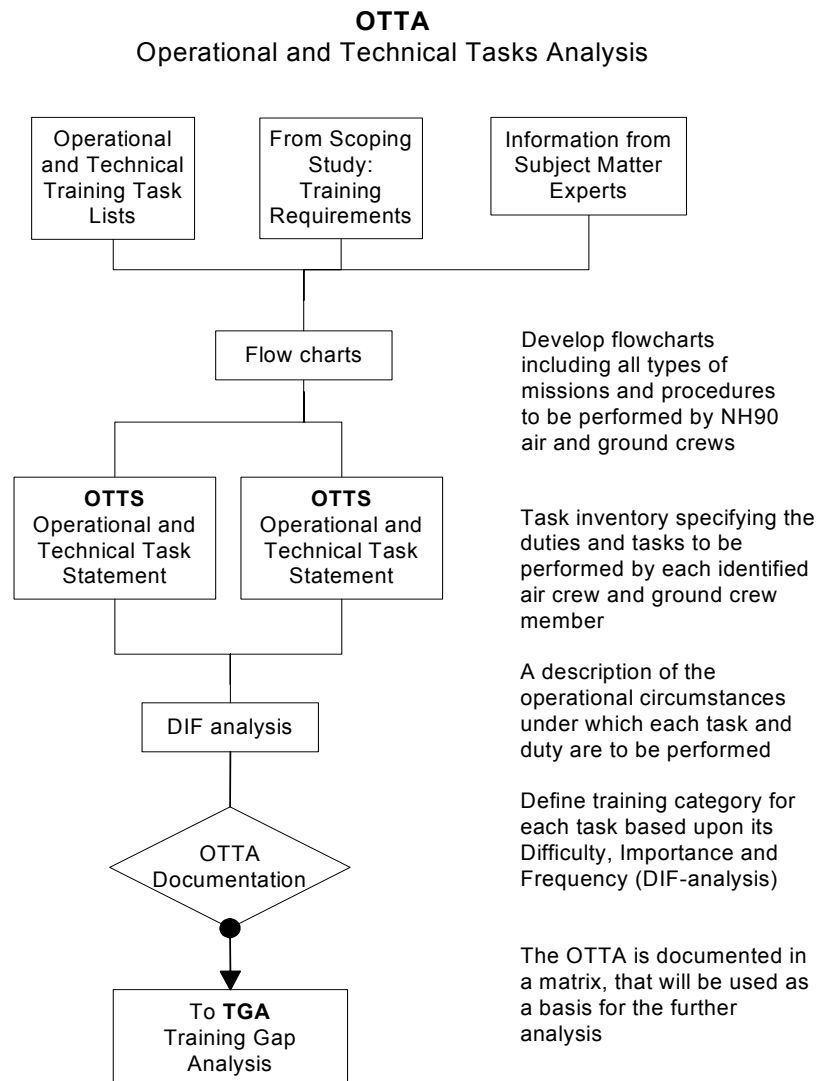 OTTA
Operational and Technical Tasks Analysis
Operational
and Technical
Training Task
Lists
From Scoping
Study:
Training
Requirements
Information from
Subject Matter
Experts
Flow charts
Develop flowcharts
including all types of
missions and procedures
to be performed by NH90
air and ground crews
OTTS
Operational and
Technical Task
Statement
OTTS
Operational and
Technical Task
Statement
Task inventory specifying the
duties and tasks to be
performed by each identified
air crew and ground crew
member
A description of the
operational circumstances
under which each task and
duty are to be performed
DIF analysis
Define training category for
each task based upon its
Difficulty, Importance and
Frequency (DIF-analysis)
OTTA
Documentation
The OTTA is documented in
a matrix, that will be used as
a basis for the further
analysis
To TGA
Training Gap
Analysis